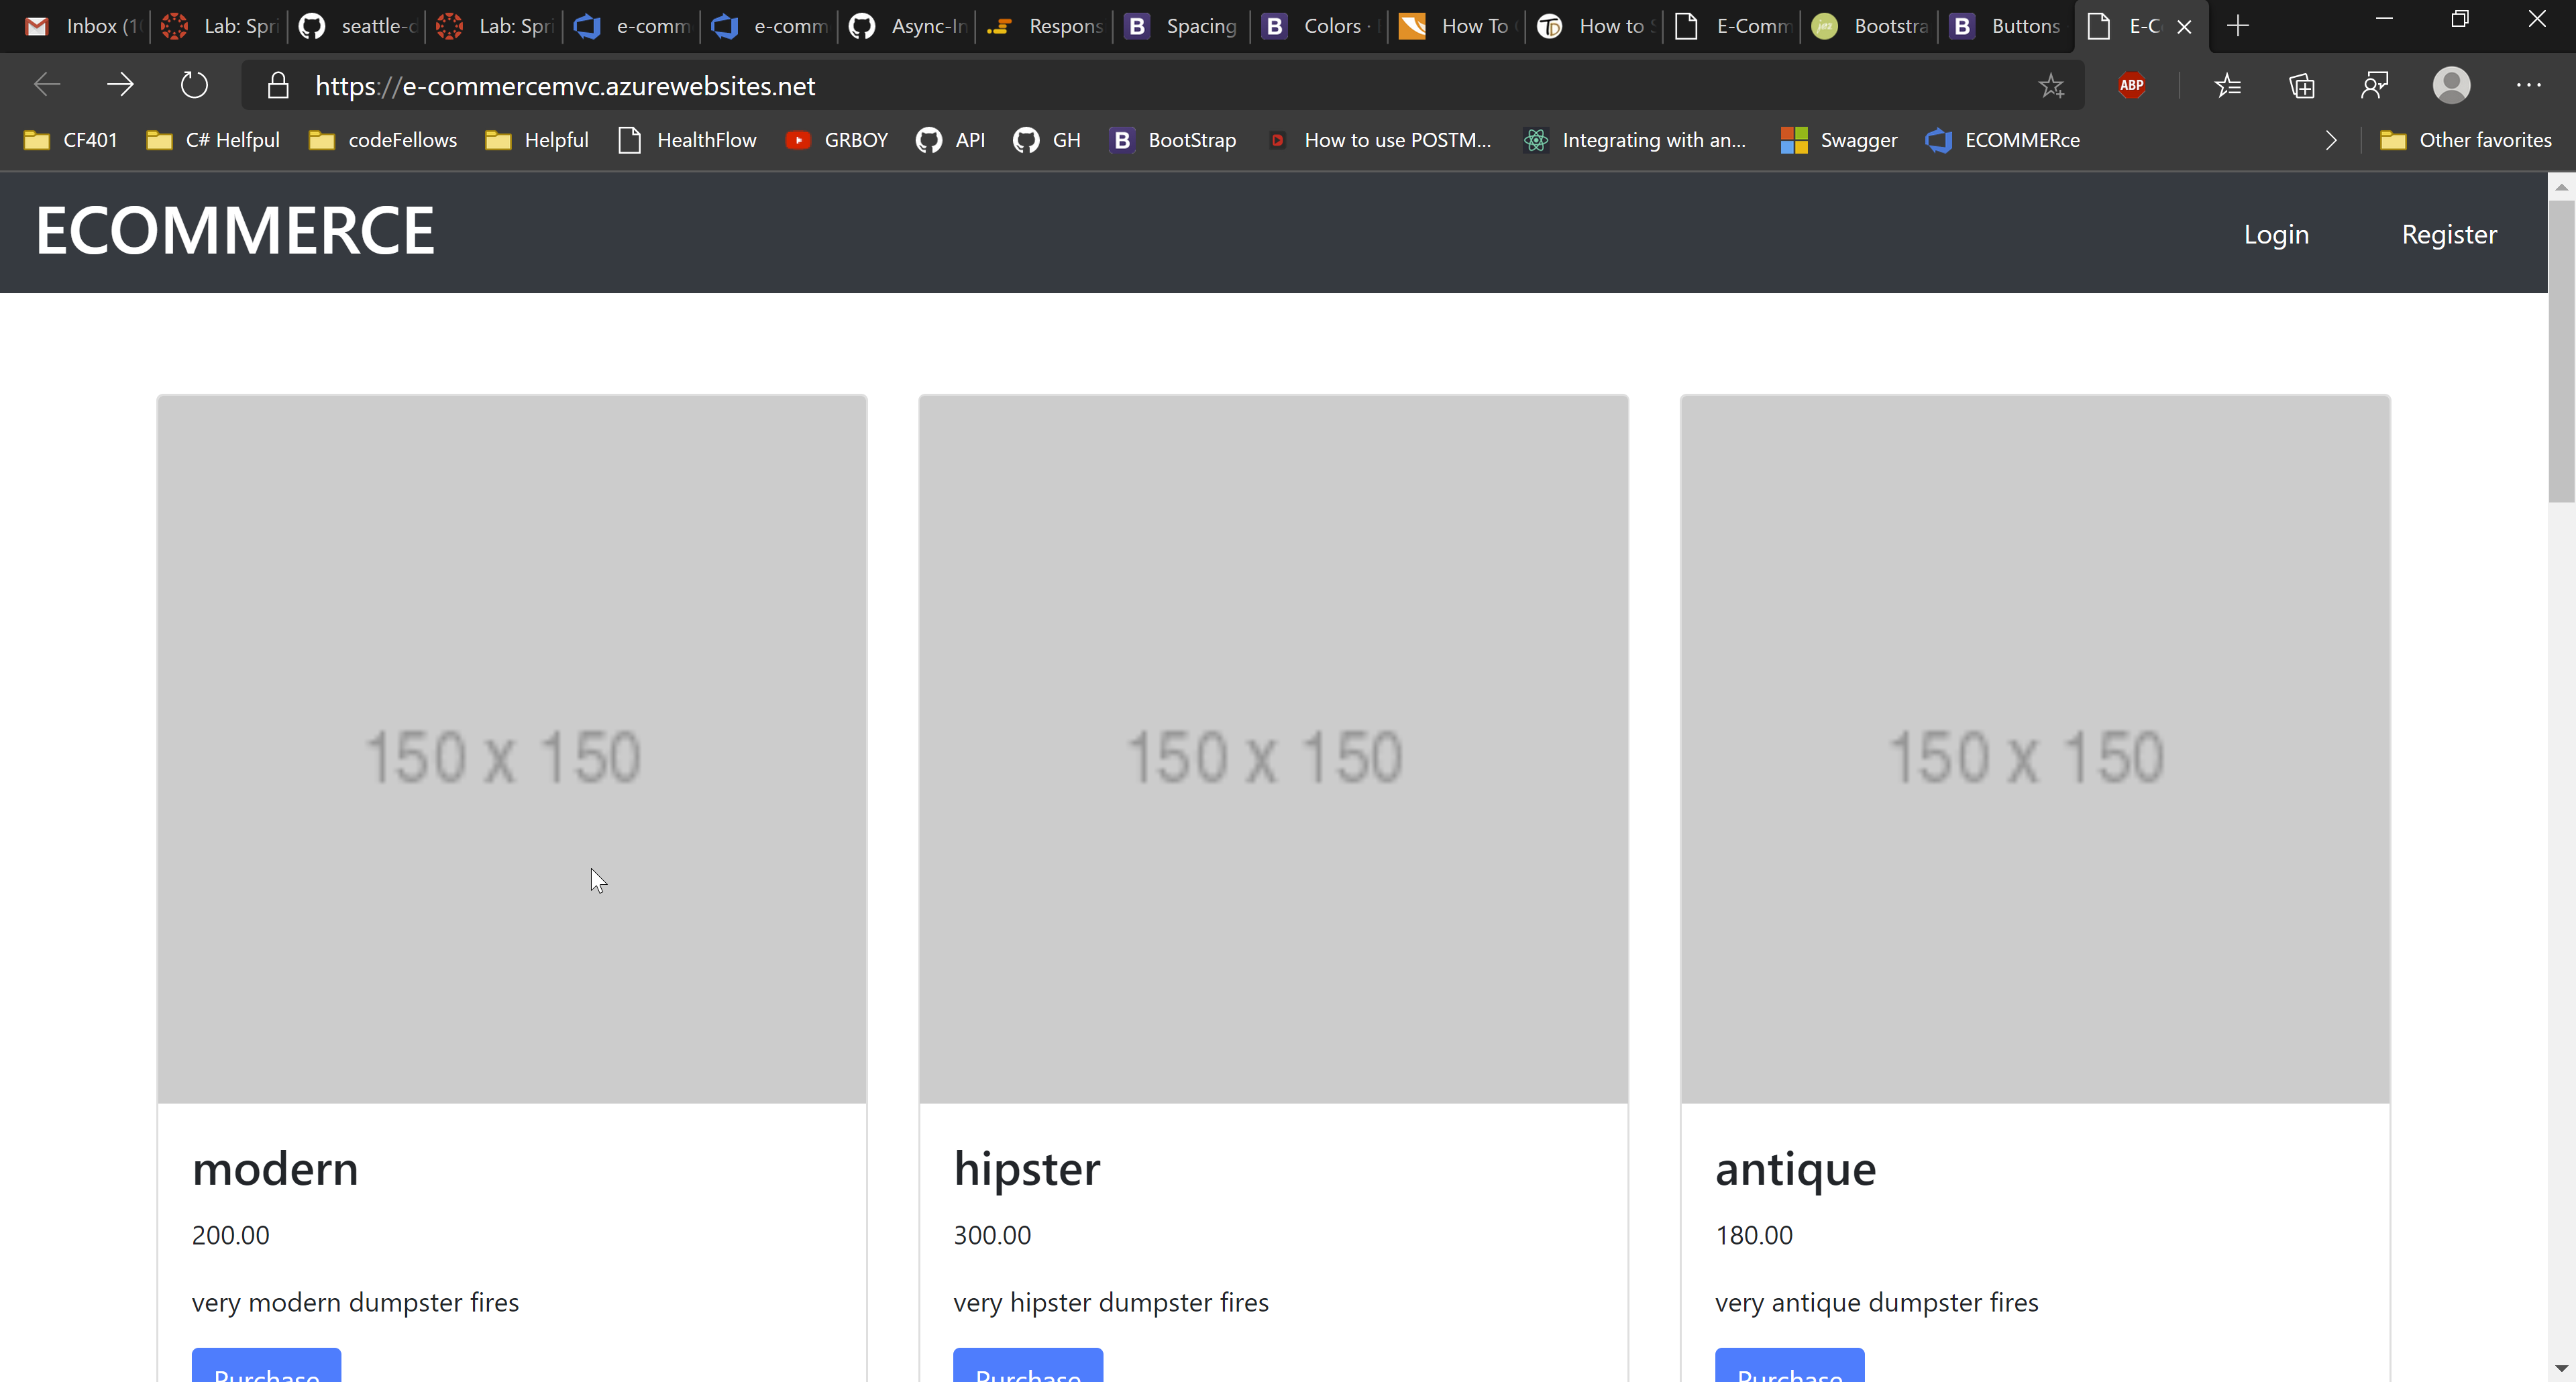 Inbox (1 Lab: Spri seattle-c Lab: Spri e-comm e-comm Async-In Respons Spacing Colors · How To How to E-Comm Bootstra Buttons E-C
https://e-commercemvc.azurewebsites.net ABP
CF401 C# Helfpul codeFellows Helpful HealthFlow GRBOY API GH BootStrap How to use POSTM... Integrating with an... Swagger ECOMMERce Other favorites
ECOMMERCE Login Register
150 x 150 150 x 150 150 x 150
modern hipster antique
200.00 300.00 180.00
very modern dumpster fires very hipster dumpster fires very antique dumpster fires
Purchase Purchase Purchase